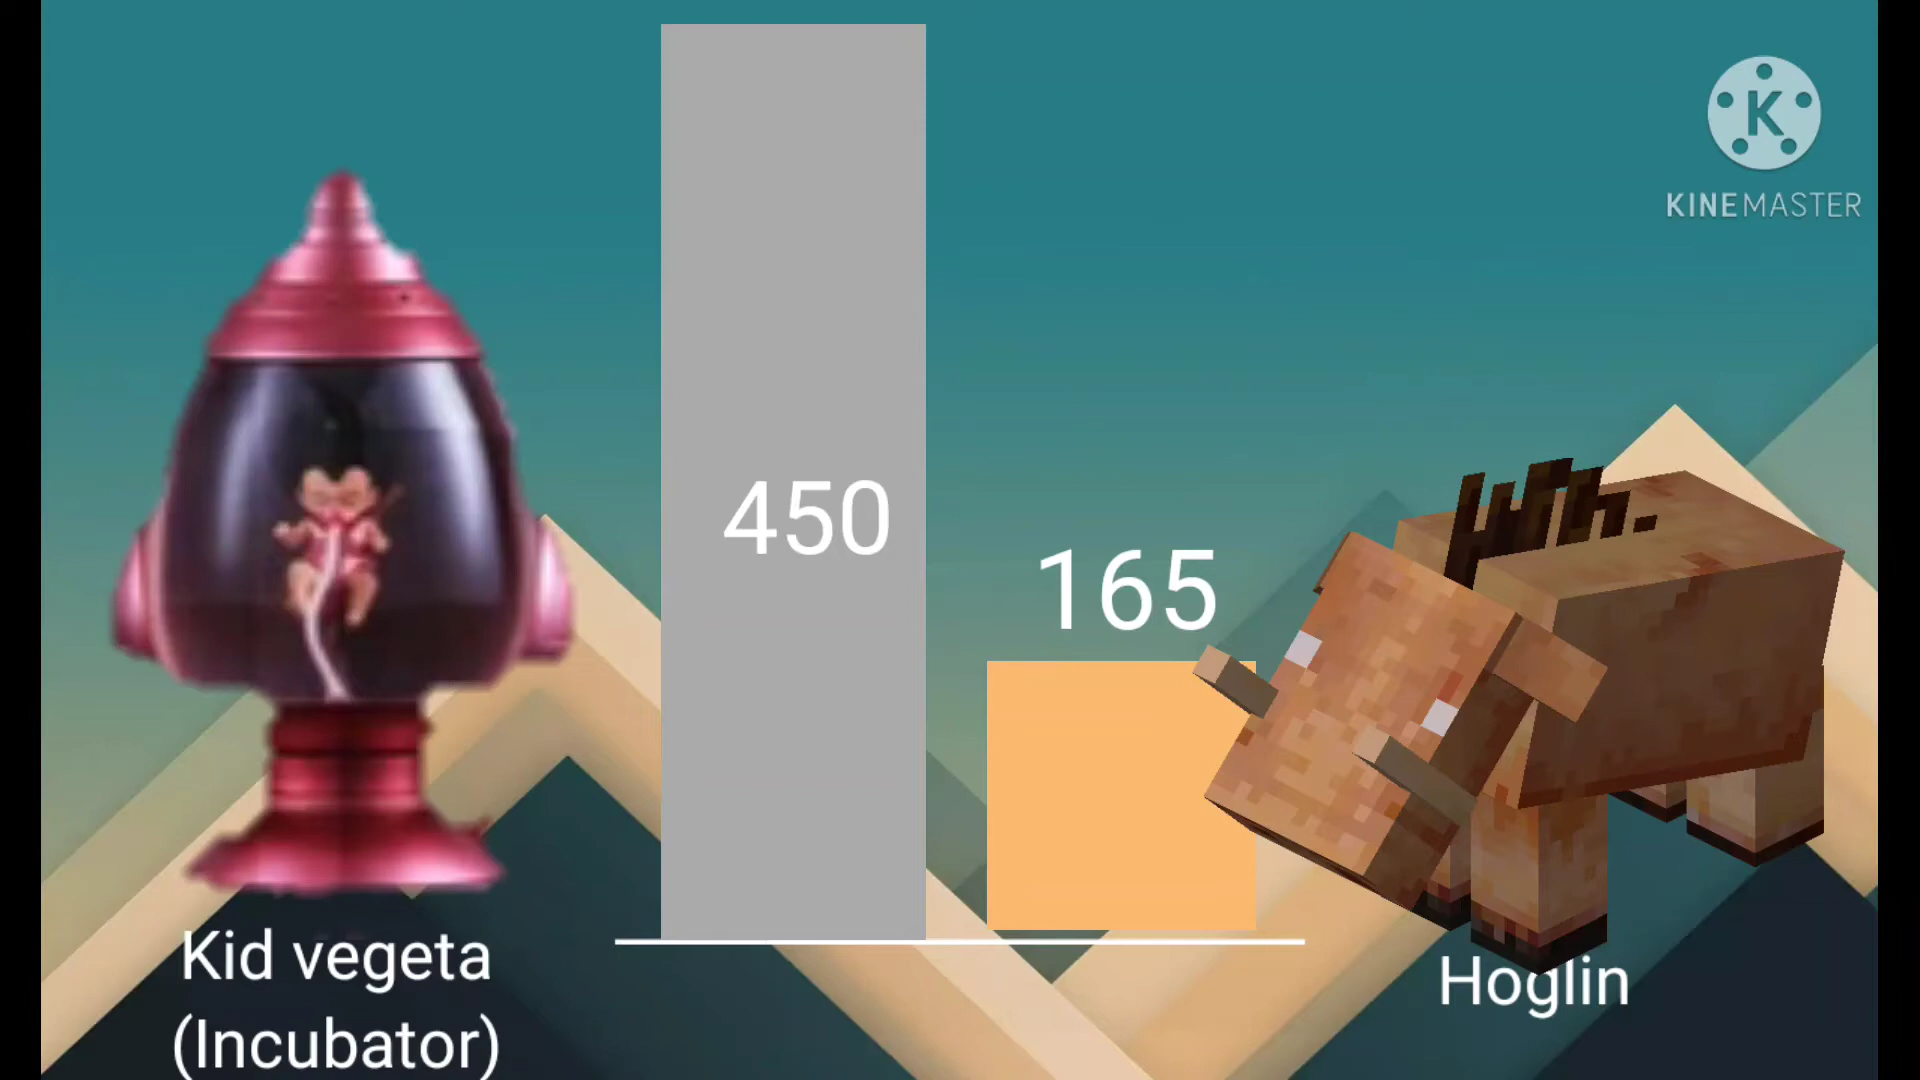 K
KINEMASTER
450
165
Kid vegeta
(Incubator)
Hoglin